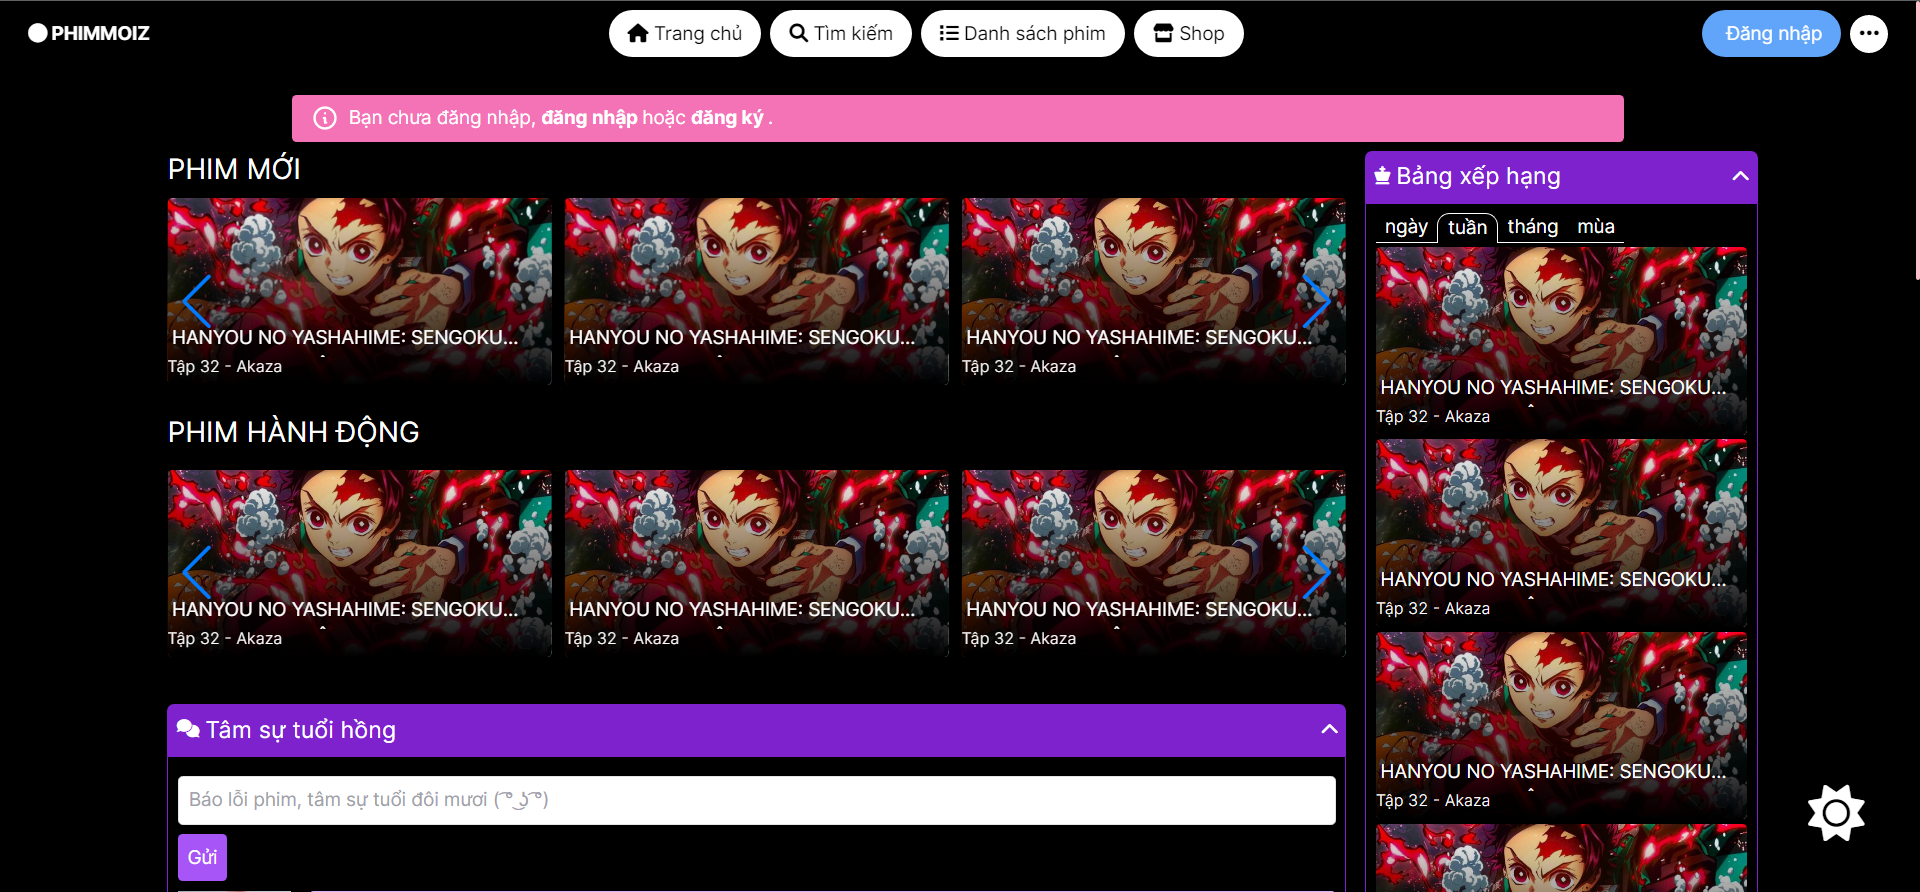 PHIMMOIZ
Trang chủ
Tìm kiếm
Danh sách phim
Shop
Đăng nhập
Bạn chưa đăng nhập, đăng nhập hoặc đăng ký .
PHIM MỚI
HANYOU NO YASHAHIME: SENGOKU...
Tập 32 - Akaza
HANYOU NO YASHAHIME: SENGOKU...
Tập 32 - Akaza
HANYOU NO YASHAHIME: SENGOKU...
Tập 32 - Akaza
PHIM HÀNH ĐỘNG
HANYOU NO YASHAHIME: SENGOKU...
Tập 32 - Akaza
HANYOU NO YASHAHIME: SENGOKU...
Tập 32 - Akaza
HANYOU NO YASHAHIME: SENGOKU...
Tập 32 - Akaza
Tâm sự tuổi hồng
Báo lỗi phim, tâm sự tuổi đôi mươi ( ͡° ͜ʖ ͡°)
Gửi
Bảng xếp hạng
ngày tuần tháng mùa
HANYOU NO YASHAHIME: SENGOKU...
Tập 32 - Akaza
HANYOU NO YASHAHIME: SENGOKU...
Tập 32 - Akaza
HANYOU NO YASHAHIME: SENGOKU...
Tập 32 - Akaza